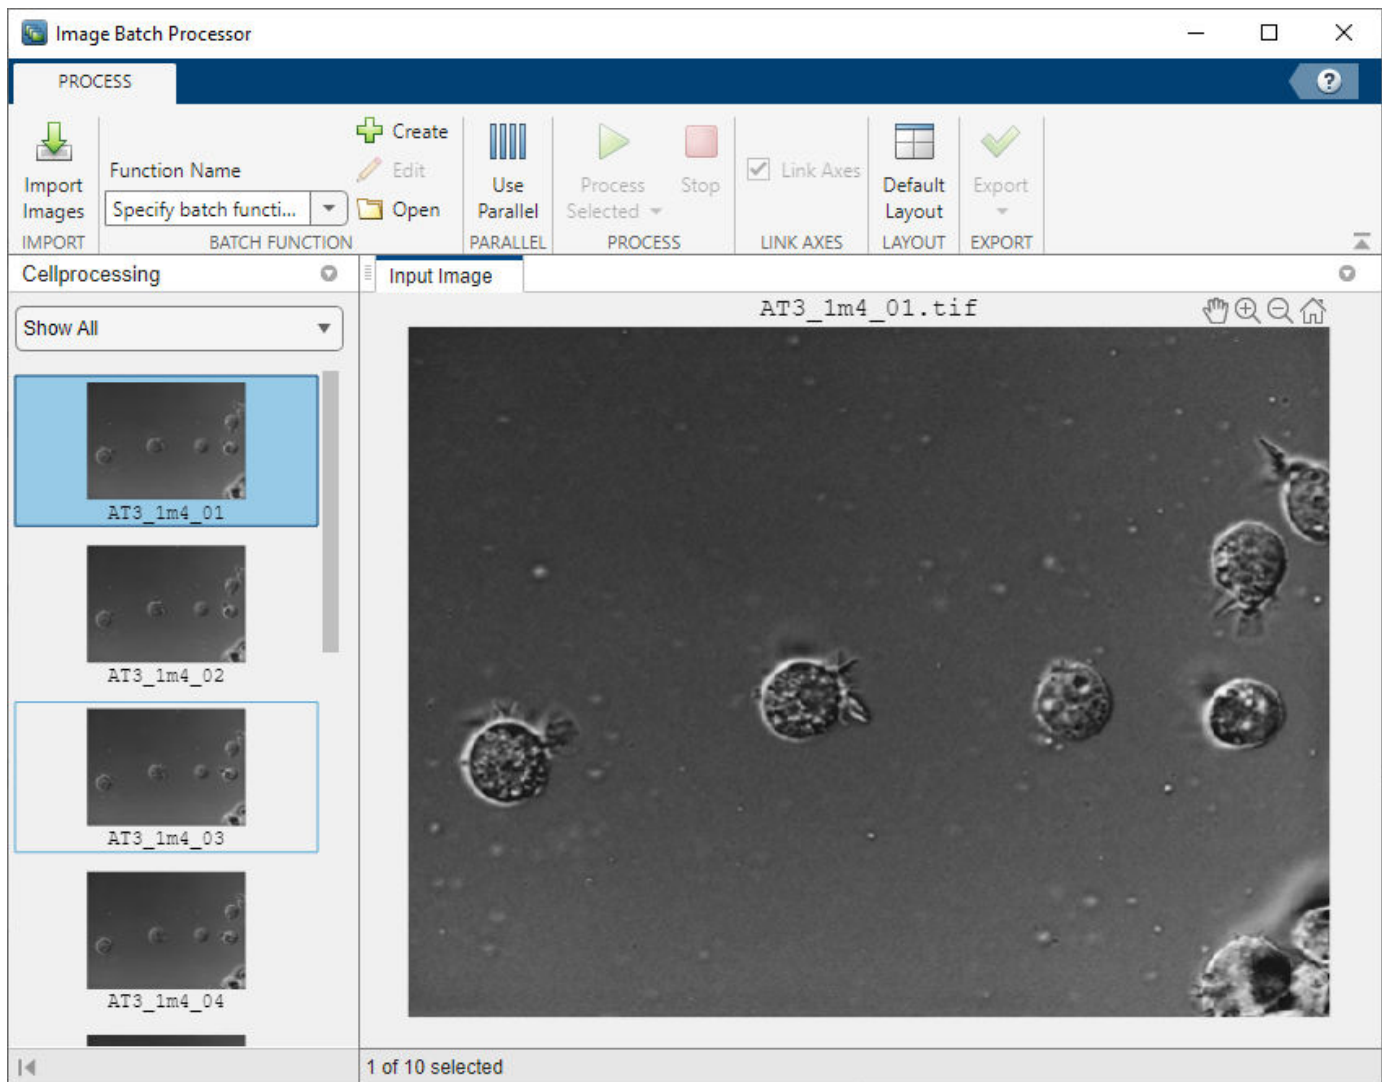 Image Batch Processor
PROCESS
?
Import
Images
IMPORT
Function Name
Specify batch functi...
Create
Edit
Open
BATCH FUNCTION
Use
Parallel
PARALLEL
Process
Selected
Stop
PROCESS
Link Axes
LINK AXES
Default
Layout
LAYOUT
Export
EXPORT
Cellprocessing
Show All
AT3_1m4_01
AT3_1m4_02
AT3_1m4_03
AT3_1m4_04
Input Image
AT3_1m4_01.tif
1 of 10 selected